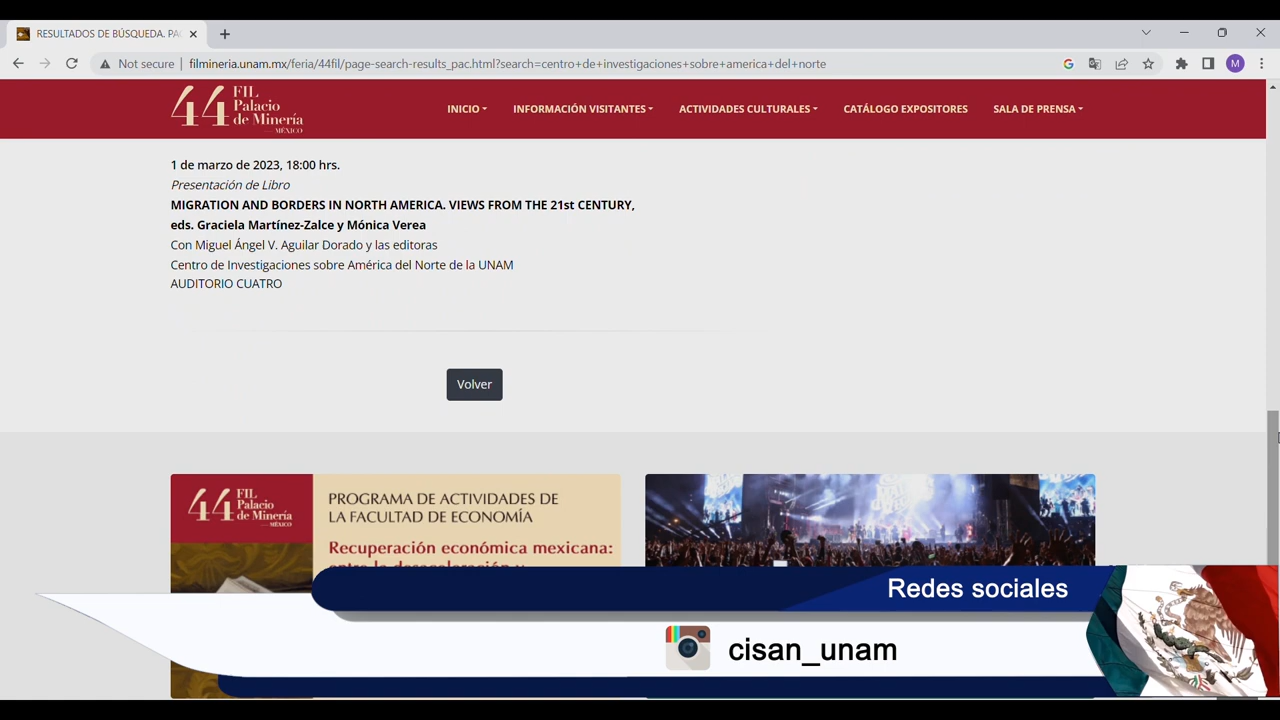 RESULTADOS DE BÚSQUEDA. PA
Not secure
filmineria.unam.mx/feria/44fil/page-search-results_pac.html?search=centro+de+investigaciones+sobre+america+del+norte
M
44 FIL
Palacio
de Minería
MÉXICO
INICIO
INFORMACIÓN VISITANTES
ACTIVIDADES CULTURALES
CATÁLOGO EXPOSITORES
SALA DE PRENSA
1 de marzo de 2023, 18:00 hrs.
Presentación de Libro
MIGRATION AND BORDERS IN NORTH AMERICA. VIEWS FROM THE 21st CENTURY,
eds. Graciela Martínez-Zalce y Mónica Verea
Con Miguel Ángel V. Aguilar Dorado y las editoras
Centro de Investigaciones sobre América del Norte de la UNAM
AUDITORIO CUATRO
Volver
44 FIL
Palacio
de Minería
MÉXICO
PROGRAMA DE ACTIVIDADES DE
LA FACULTAD DE ECONOMÍA
Recuperación económica mexicana:
Redes sociales
cisan_unam